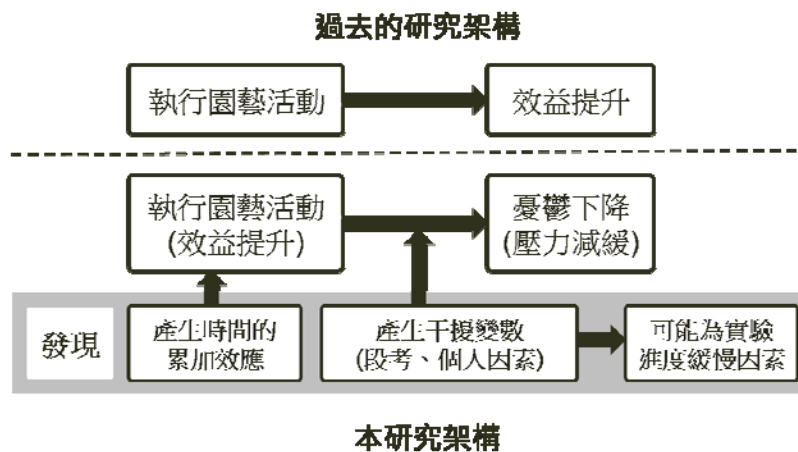 過去的研究架構
執行園藝活動
效益提升
執行園藝活動
(效益提升)
憂鬱下降
(壓力減緩)
發現
產生時間的
累加效應
產生干擾變數
(段考、個人因素)
可能為實驗
進度緩慢因素
本研究架構